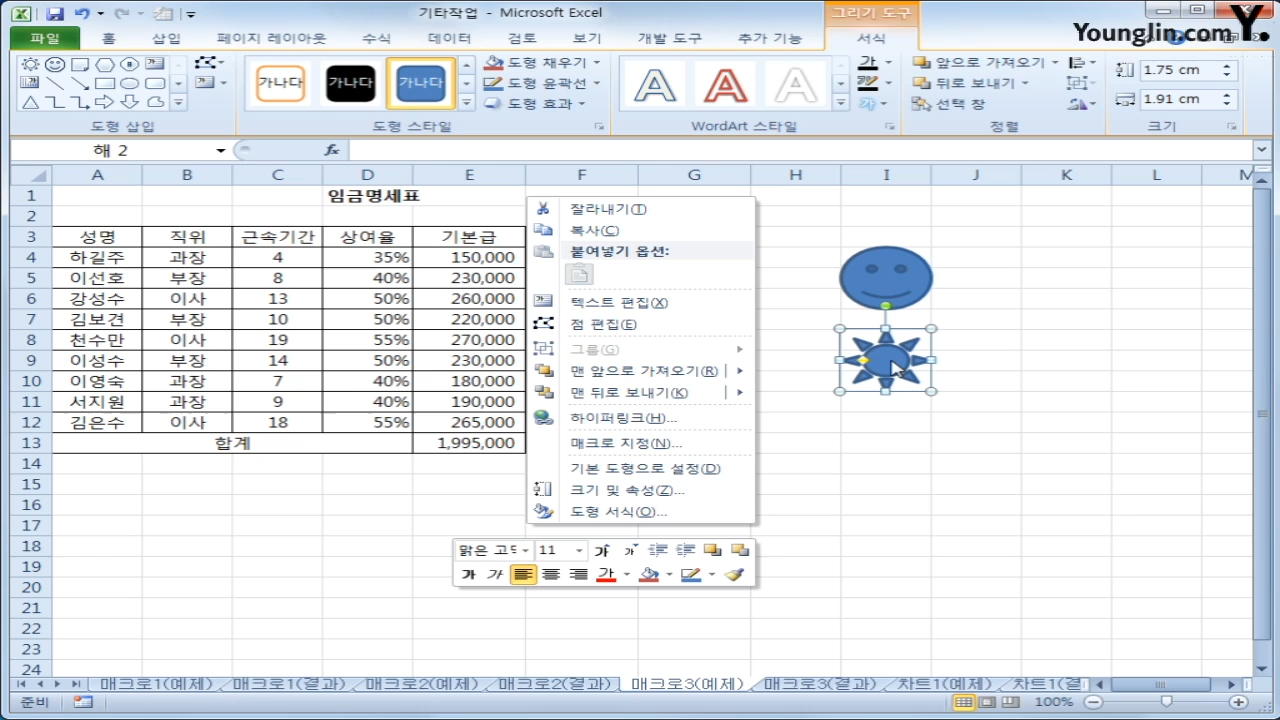 기타작업 - Microsoft Excel
그리기 도구
Younglin.com Y.
파일 홈 삽입 페이지 레이아웃 수식 데이터 검토 보기 개발 도구 추가 기능 서식
가나다 가나다 가나다
도형 채우기
도형 윤곽선
도형 효과
가
앞으로 가져오기
뒤로 보내기
선택 창
1.75 cm
1.91 cm
도형 삽입 도형 스타일 WordArt 스타일 정렬 크기
해 2 fx
A B C D E F G H I J K L M
1 임금명세표
2
3 성명 직위 근속기간 상여율 기본급
4 하길주 과장 4 35% 150,000
5 이선호 부장 8 40% 230,000
6 강성수 이사 13 50% 260,000
7 김보견 부장 10 50% 220,000
8 천수만 이사 19 55% 270,000
9 이성수 부장 14 50% 230,000
10 이영숙 과장 7 40% 180,000
11 서지원 과장 9 40% 190,000
12 김은수 이사 18 55% 265,000
13 합계 1,995,000
14
15
16
17
18
19
20
21
22
23
24
잘라내기(T)
복사(C)
붙여넣기 옵션:
텍스트 편집(X)
점 편집(E)
그룹(G)
맨 앞으로 가져오기(R)
맨 뒤로 보내기(K)
하이퍼링크(H)...
매크로 지정(N)...
기본 도형으로 설정(D)
크기 및 속성(Z)...
도형 서식(O)...
맑은 고딕 11 가 가
가 가 가
매크로1(예제) 매크로1(결과) 매크로2(예제) 매크로2(결과) 매크로3(예제) 매크로3(결과) 차트1(예제) 차트1(결
준비 100%